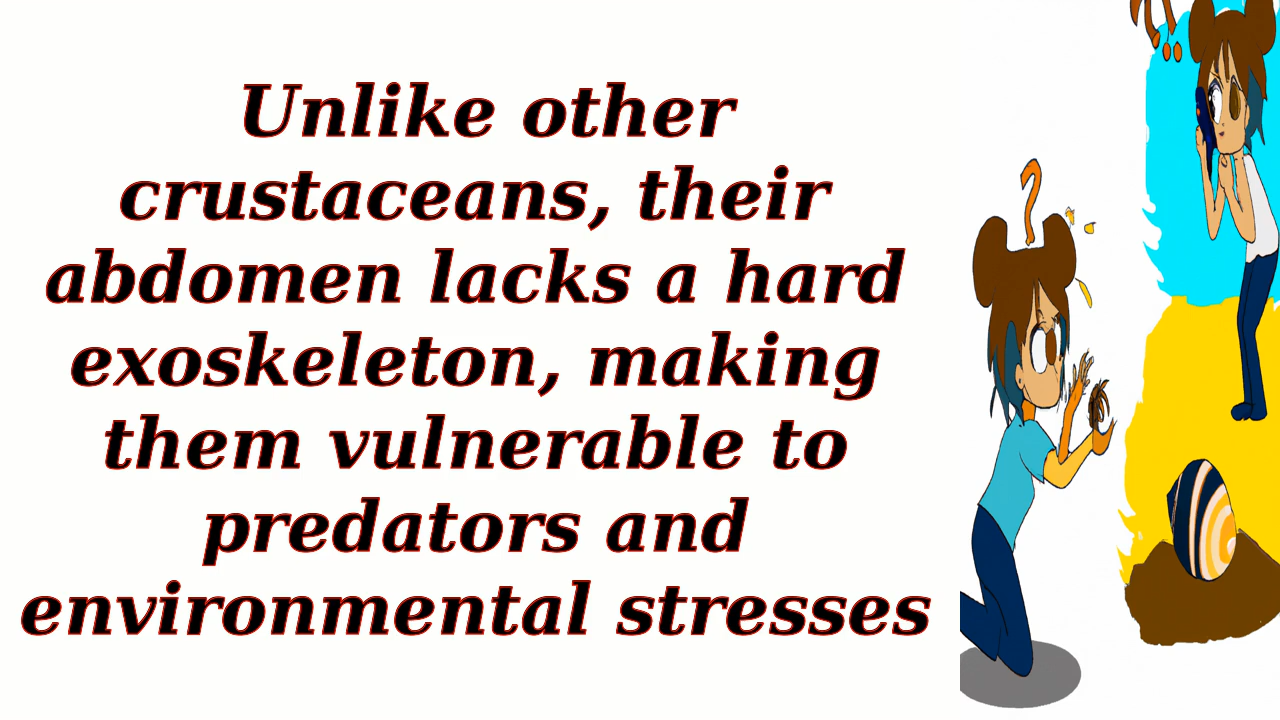 Unlike other
crustaceans, their
abdomen lacks a hard
exoskeleton, making
them vulnerable to
predators and
environmental stresses
?